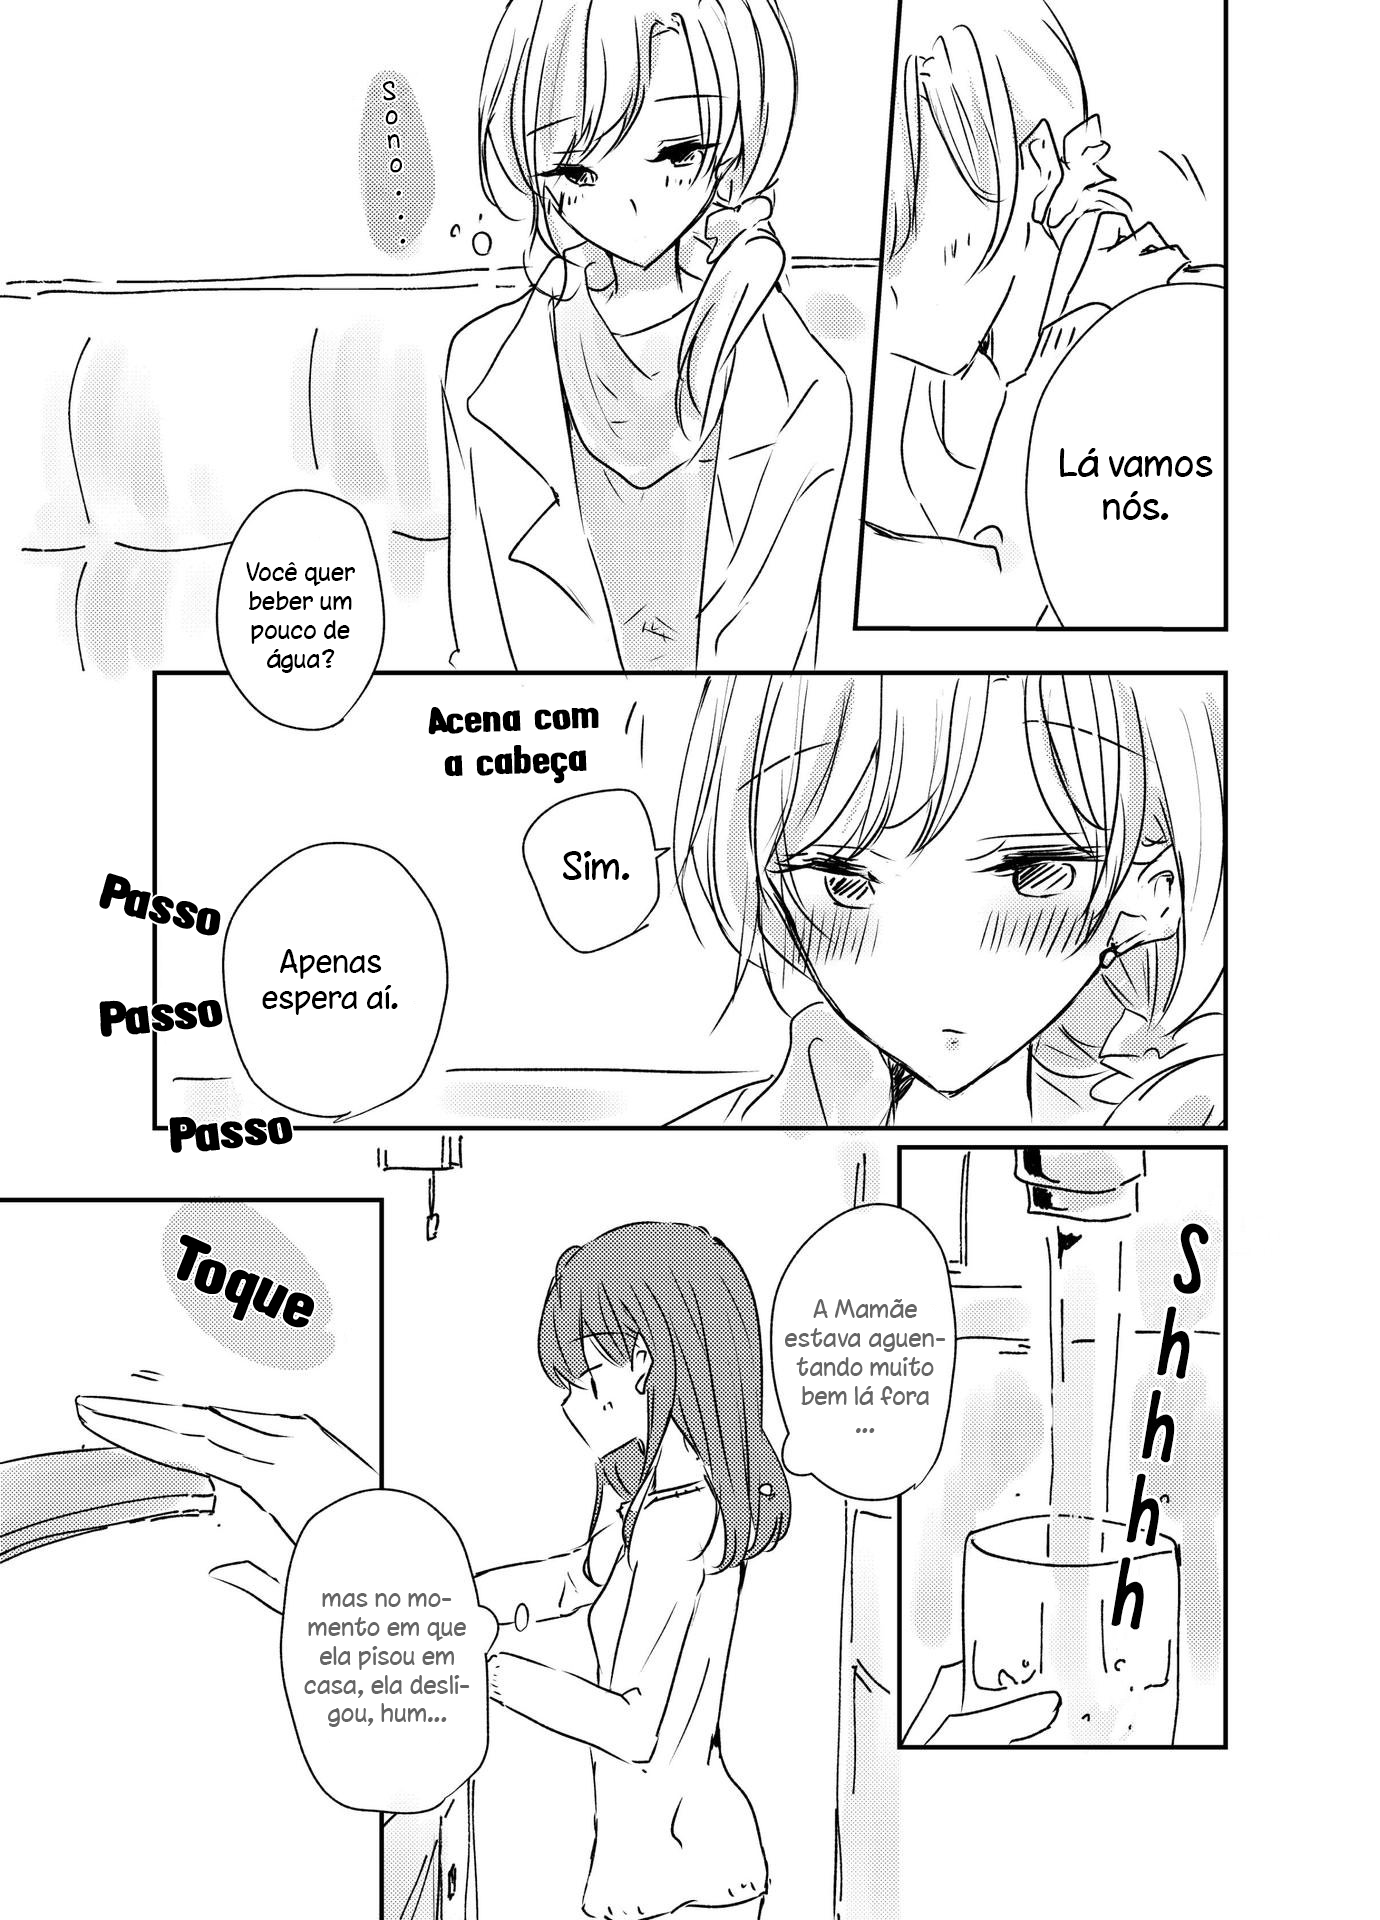 Lá vamos
nós.
Sono...
Você quer
beber um
pouco de
água?
Acena com
a cabeça
Sim.
Apenas
espera aí.
Passo
Passo
Passo
Shhhh
A Mamãe
estava aguen-
tando muito
bem lá fora
...
Toque
mas no mo-
mento em que
ela pisou em
casa, ela desli-
gou, hum...